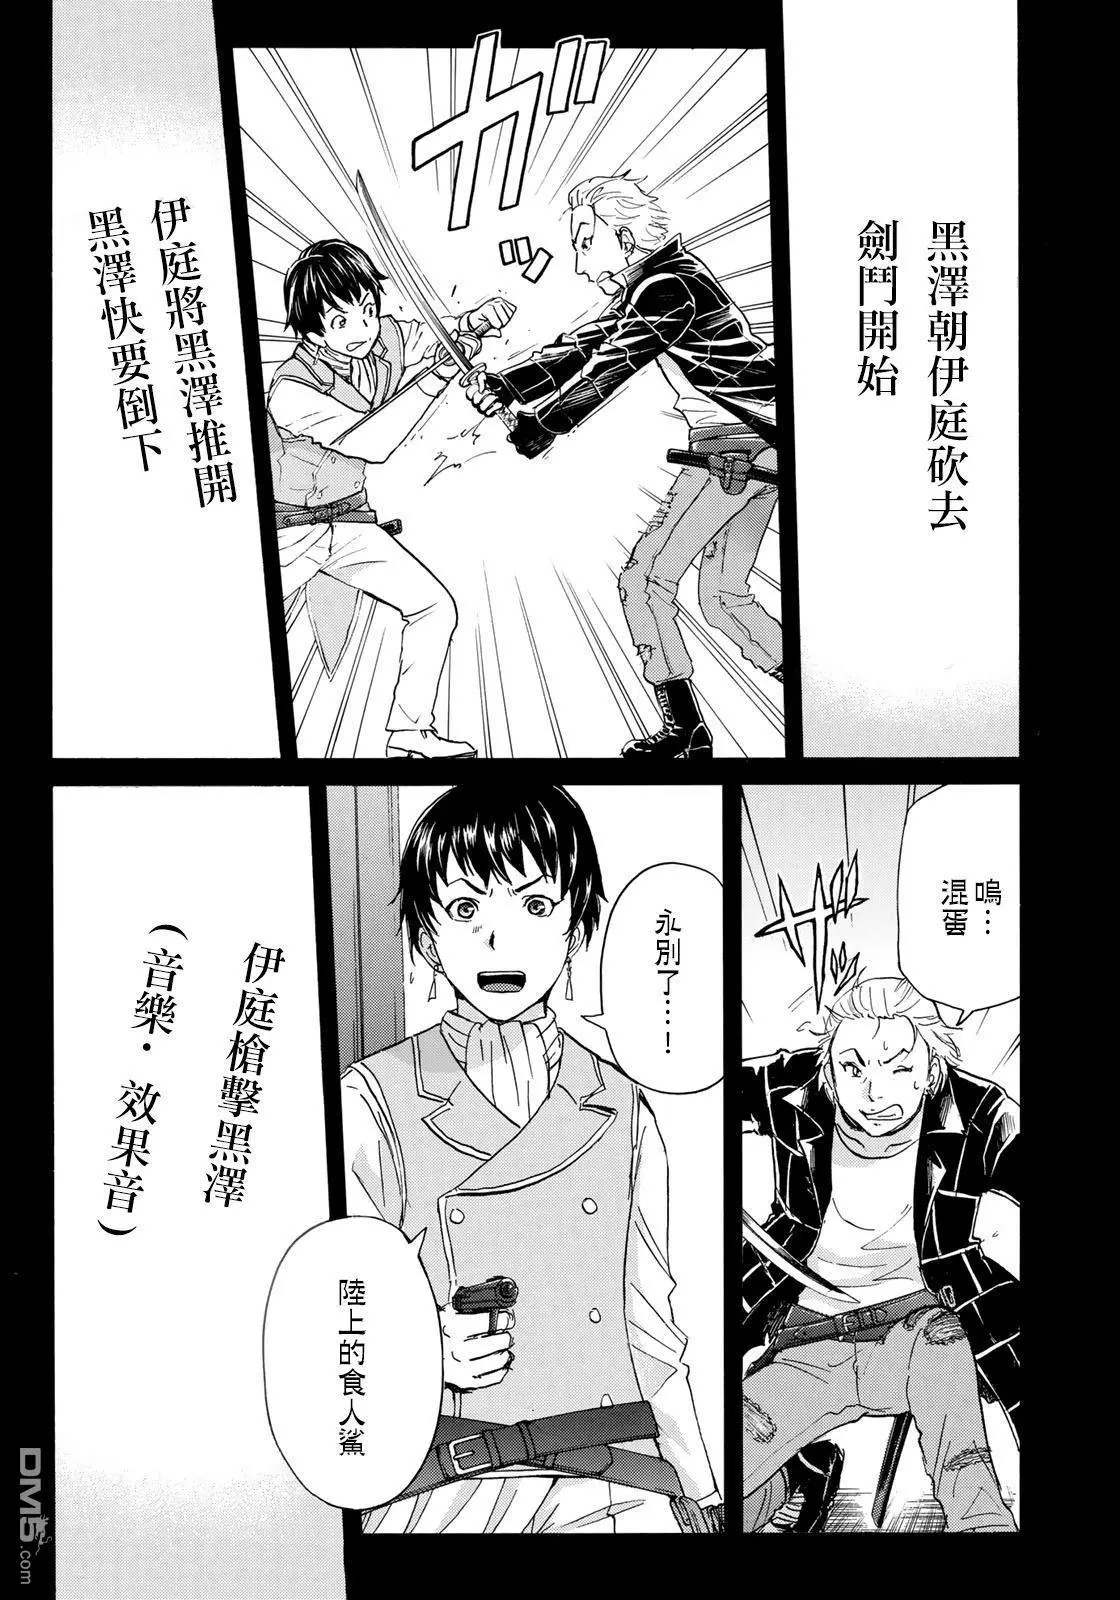 黑澤朝伊庭砍去
劍鬥開始
ガガッ
伊庭將黑澤推開
黑澤快要倒下
嗚…
混蛋
ザザッ
永別了……！
陸上的食人鯊
伊庭槍擊黑澤
（音樂．效果音）
DM5.com